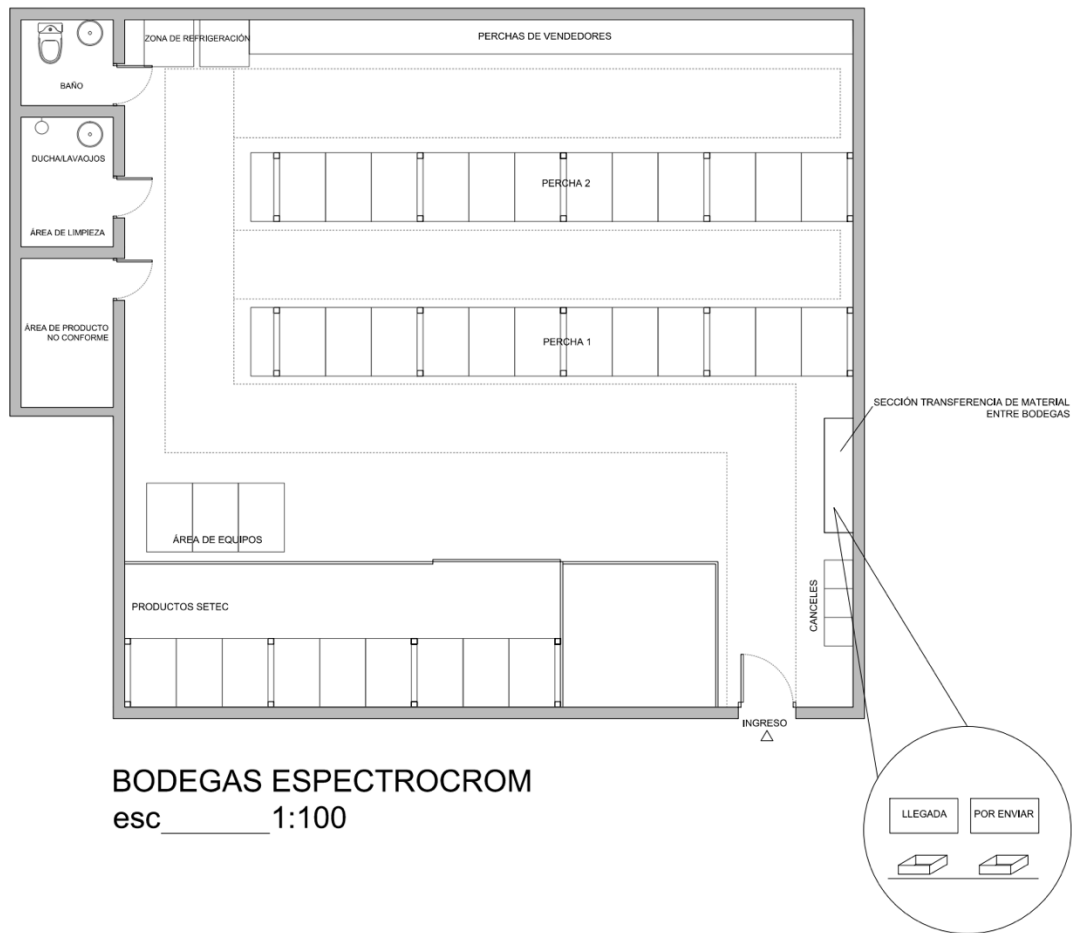 ZONA DE REFRIGERACIÓN
PERCHAS DE VENDEDORES
BAÑO
DUCHA/LAVAOJOS
PERCHA 2
ÁREA DE LIMPIEZA
ÁREA DE PRODUCTO
NO CONFORME
PERCHA 1
SECCIÓN TRANSFERENCIA DE MATERIAL
ENTRE BODEGAS
ÁREA DE EQUIPOS
PRODUCTOS SETEC
CANCELES
INGRESO
BODEGAS ESPECTROCROM
esc_______1:100
LLEGADA
POR ENVIAR